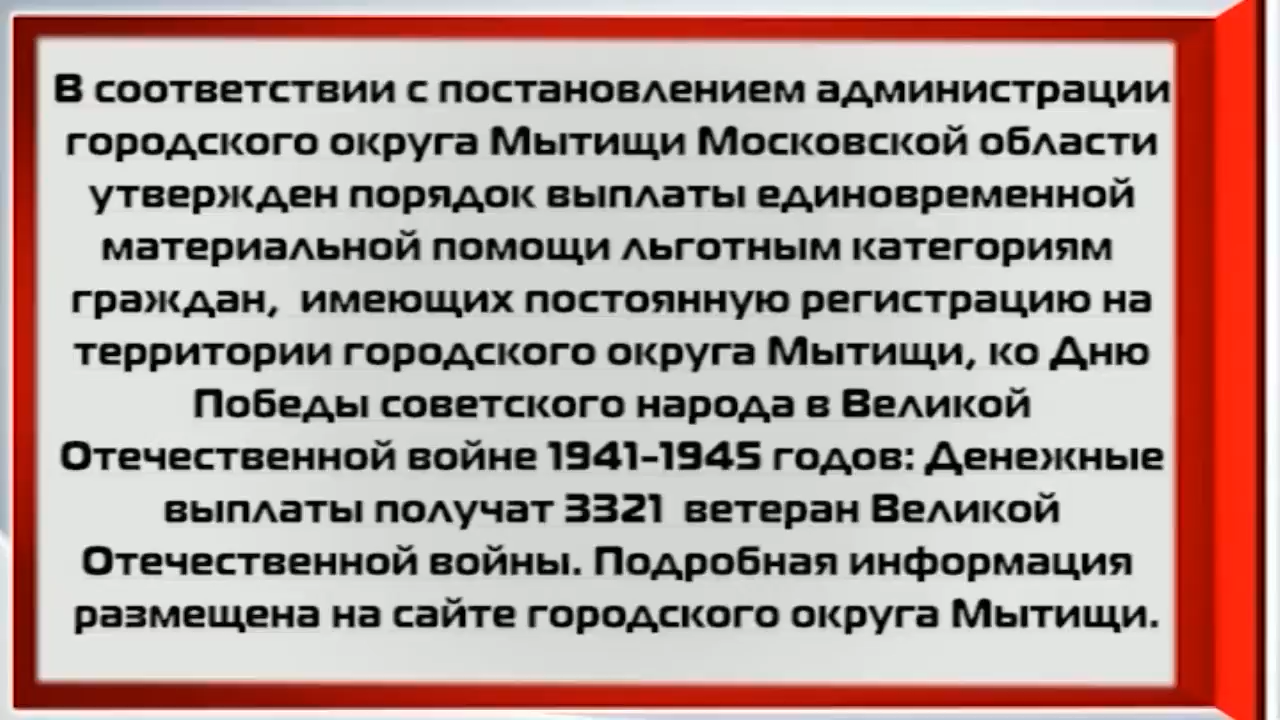 В соответствии с постановлением администрации
городского округа Мытищи Московской области
утвержден порядок выплаты единовременной
материальной помощи льготным категориям
граждан, имеющих постоянную регистрацию на
территории городского округа Мытищи, ко Дню
Победы советского народа в Великой
Отечественной войне 1941-1945 годов: Денежные
выплаты получат 3321 ветеран Великой
Отечественной войны. Подробная информация
размещена на сайте городского округа Мытищи.